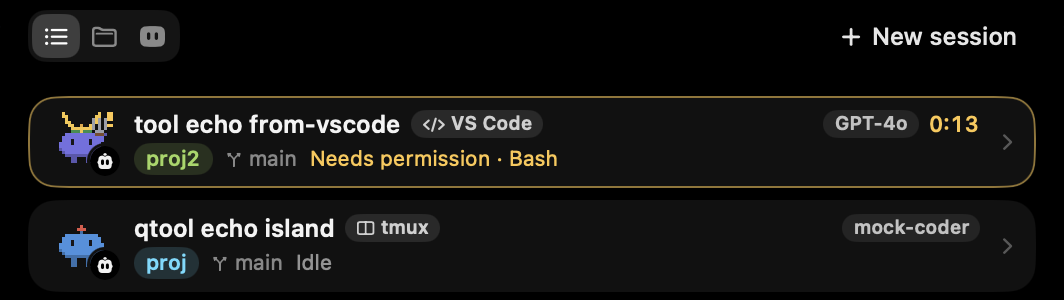 + New session
tool echo from-vscode </> VS Code GPT-4o 0:13
proj2 main Needs permission · Bash
qtool echo island tmux mock-coder
proj main Idle